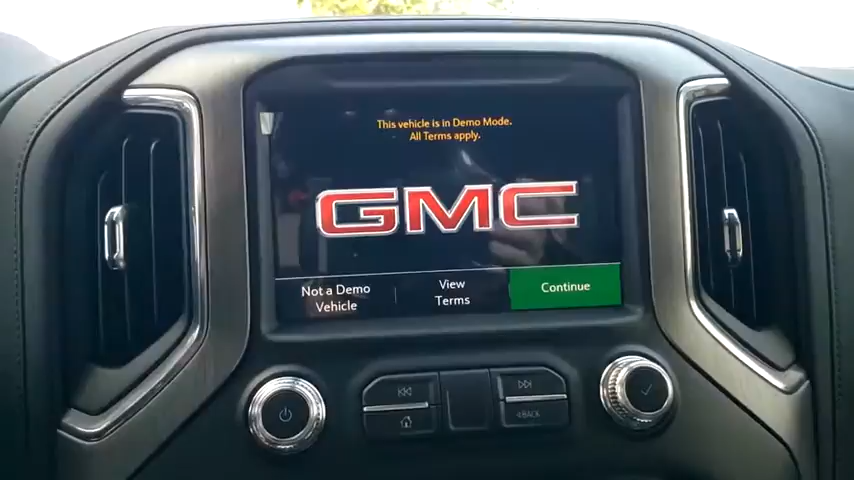 This vehicle is in Demo Mode.
All Terms apply.
GMC
Not a Demo
Vehicle
View
Terms
Continue
BACK